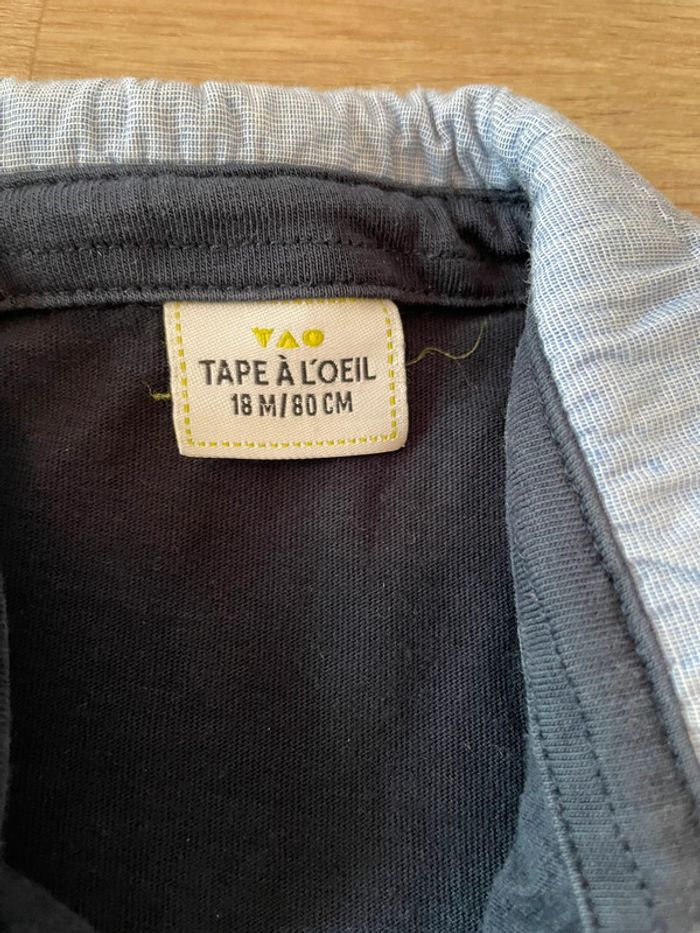 TAO
TAPE À L'OEIL
18 M/80 CM